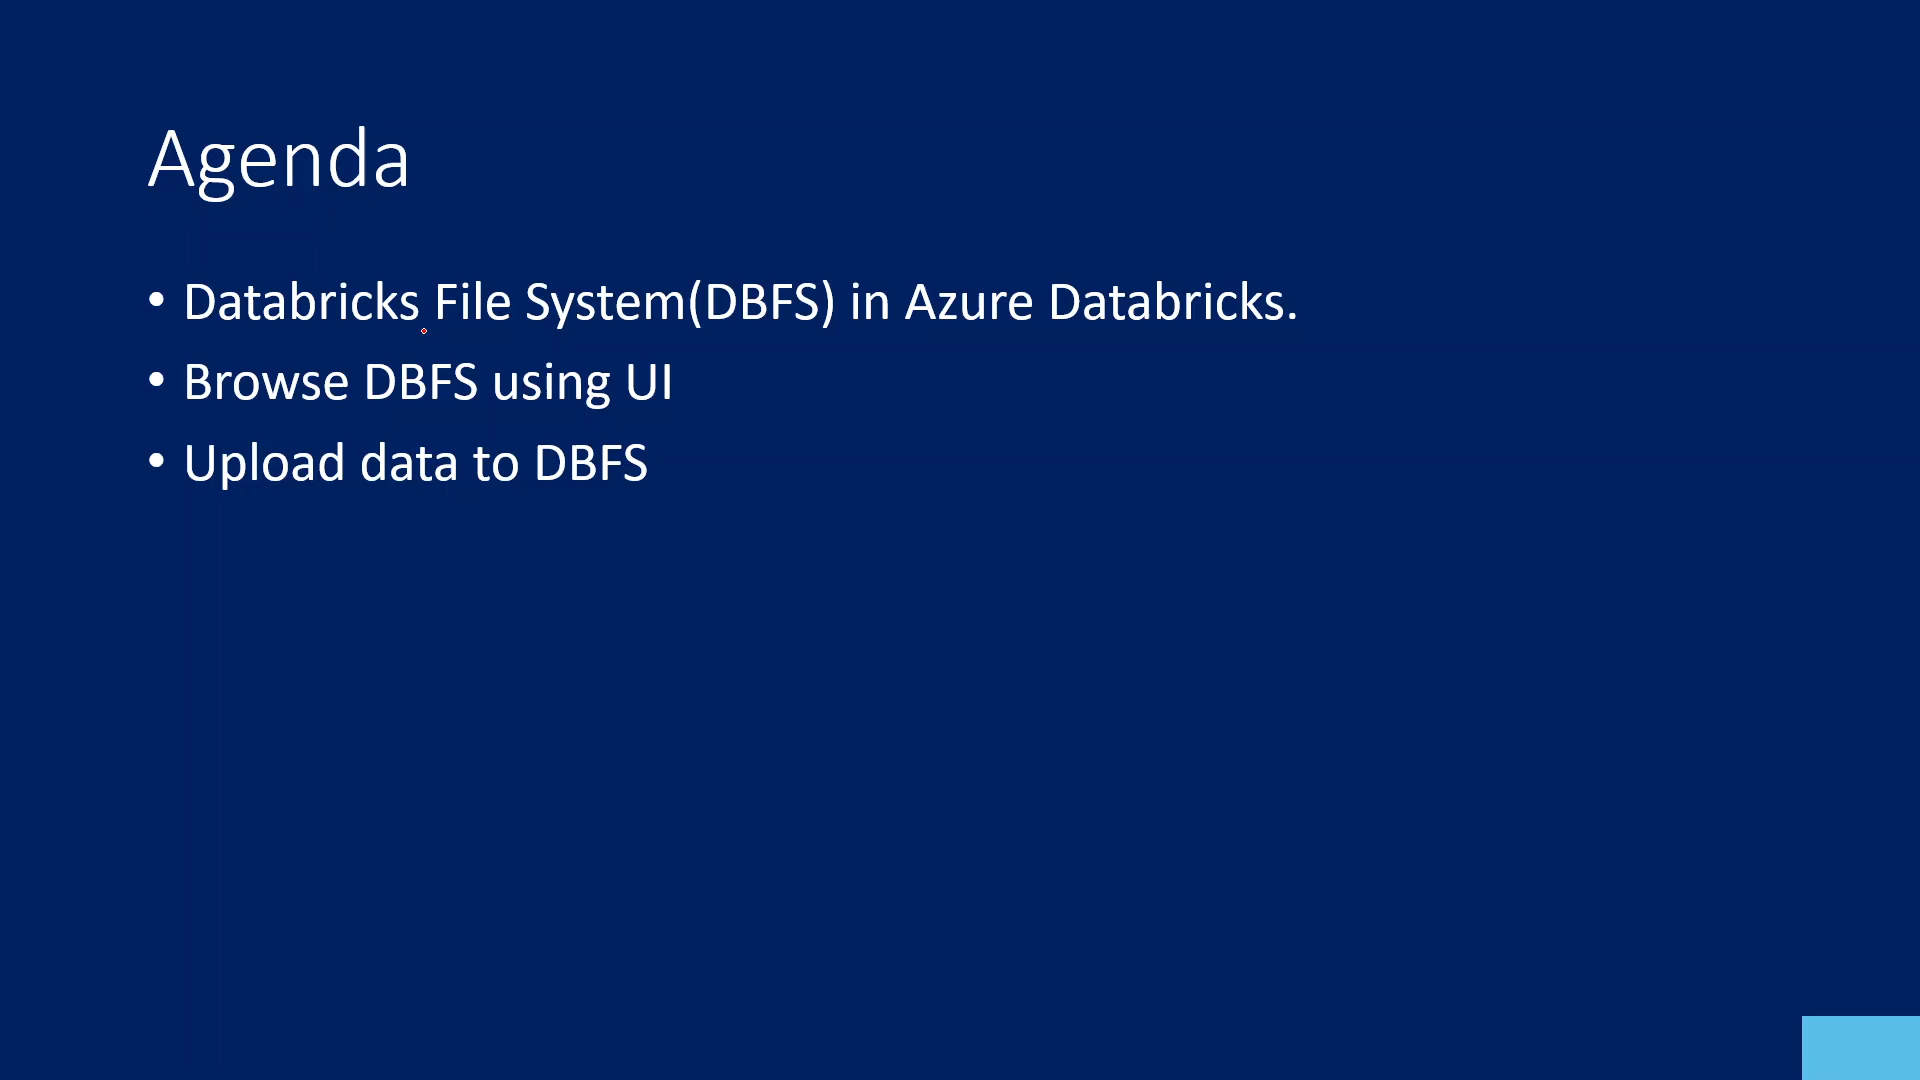 Agenda
• Databricks File System(DBFS) in Azure Databricks.
• Browse DBFS using UI
• Upload data to DBFS